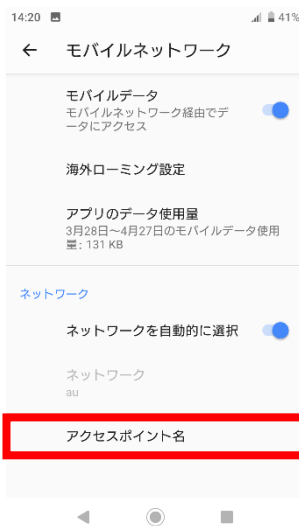 14:20 41%
モバイルネットワーク
モバイルデータ
モバイルネットワーク経由でデ
ータにアクセス
海外ローミング設定
アプリのデータ使用量
3月28日～4月27日のモバイルデータ使用
量: 131 KB
ネットワーク
ネットワークを自動的に選択
ネットワーク
au
アクセスポイント名